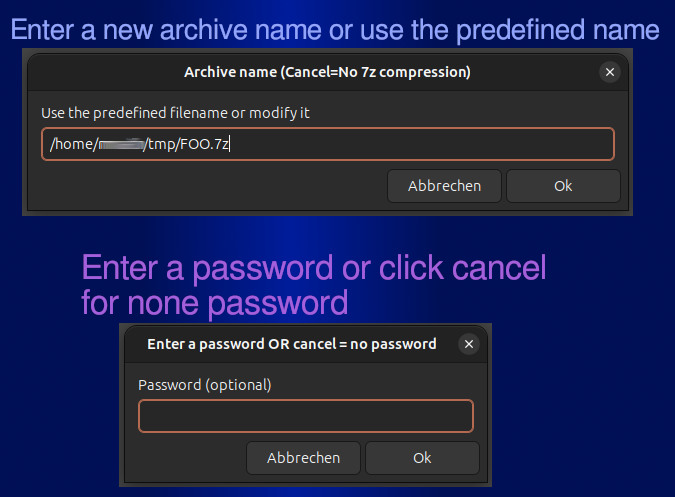 Enter a new archive name or use the predefined name
Archive name (Cancel=No 7z compression)
Use the predefined filename or modify it
/home/ /tmp/FOO.7z
Abbrechen Ok
Enter a password or click cancel
for none password
Enter a password OR cancel = no password
Password (optional)
Abbrechen Ok